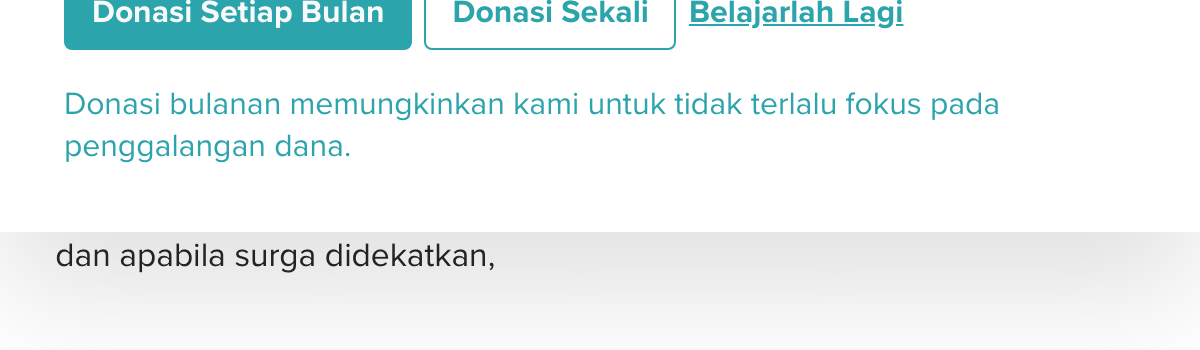 Donasi Setiap Bulan Donasi Sekali Belajarlah Lagi
Donasi bulanan memungkinkan kami untuk tidak terlalu fokus pada
penggalangan dana.
dan apabila surga didekatkan,